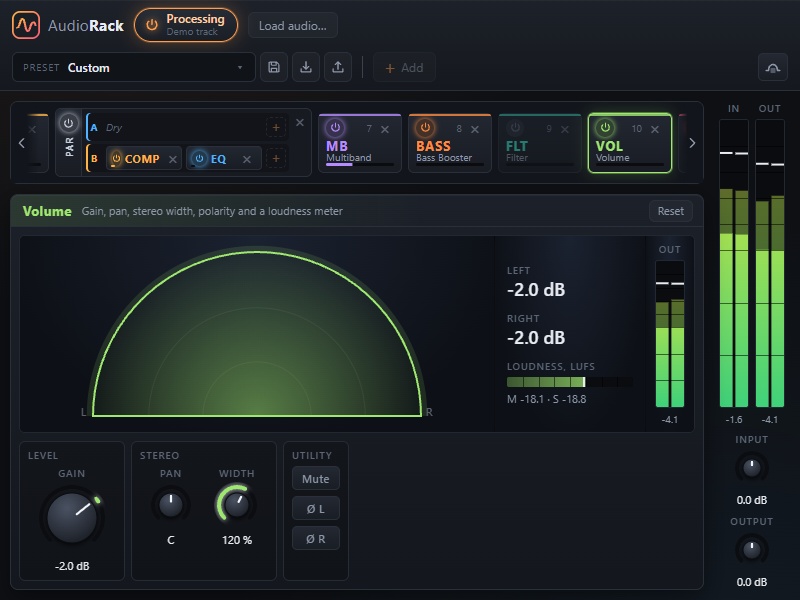 AudioRack
Processing
Demo track
Load audio...
PRESET Custom
+ Add
IN OUT
PAR
A Dry +
B COMP × EQ × +
7 ×
MB
Multiband
8 ×
BASS
Bass Booster
9 ×
FLT
Filter
10 ×
VOL
Volume
Volume Gain, pan, stereo width, polarity and a loudness meter Reset
L R
LEFT
-2.0 dB
RIGHT
-2.0 dB
LOUDNESS, LUFS
M -18.1 · S -18.8
OUT
-4.1
-1.6 -4.1
LEVEL
GAIN
-2.0 dB
STEREO
PAN WIDTH
C 120 %
UTILITY
Mute
Ø L
Ø R
INPUT
0.0 dB
OUTPUT
0.0 dB